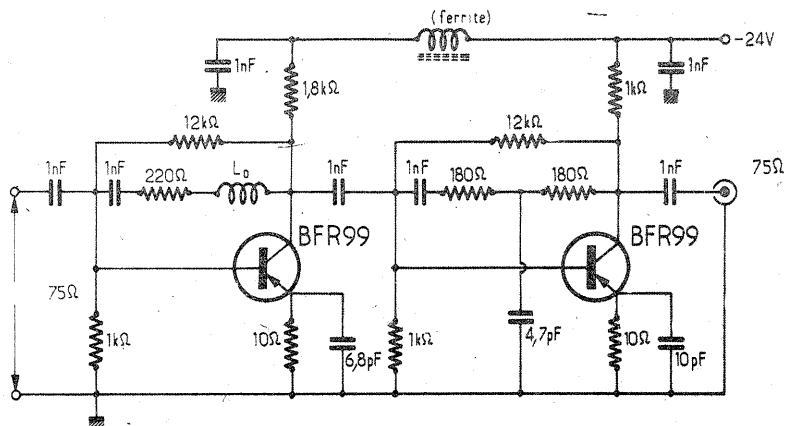 (ferrite)
-24V
1nF
1,8kΩ
1kΩ
1nF
12kΩ
12kΩ
1nF
1nF
220Ω
L₀
1nF
1nF
180Ω
180Ω
1nF
75Ω
BFR99
BFR99
75Ω
1kΩ
10Ω
6,8pF
1kΩ
4,7pF
10Ω
10pF